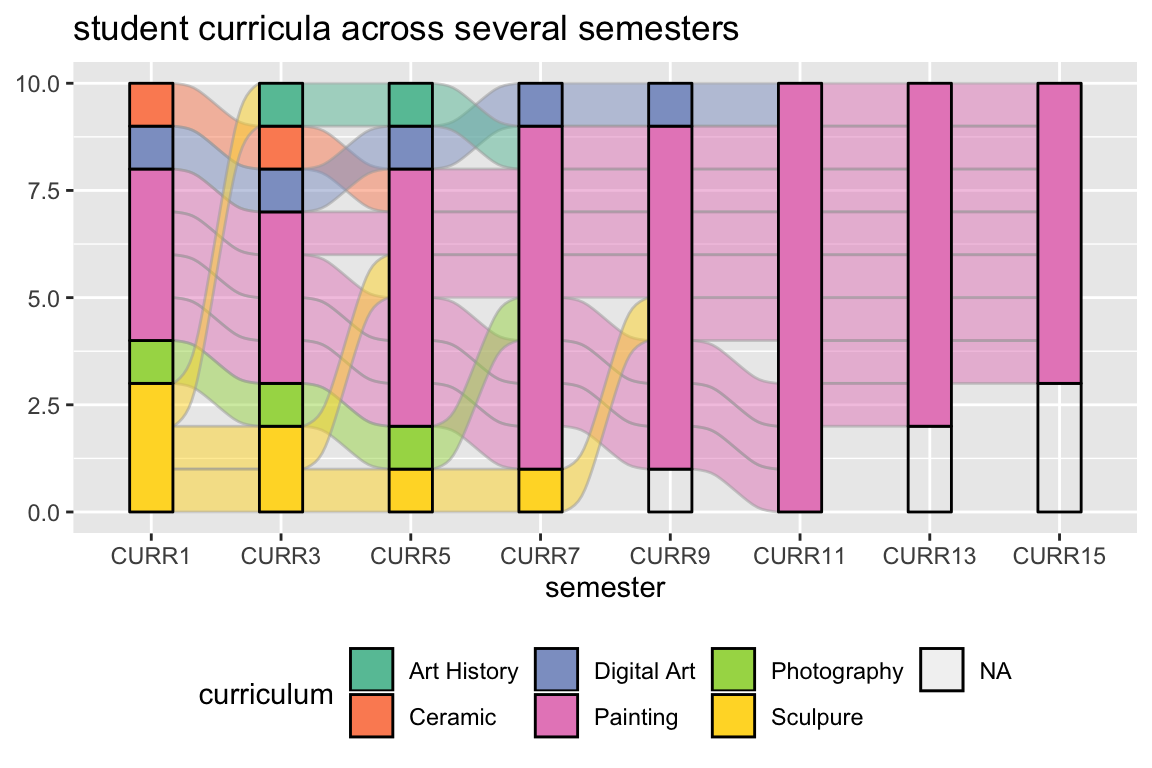 student curricula across several semesters
10.0
7.5
5.0
2.5
0.0
CURR1 CURR3 CURR5 CURR7 CURR9 CURR11 CURR13 CURR15
semester
curriculum
Art History Digital Art Photography NA
Ceramic Painting Sculpure